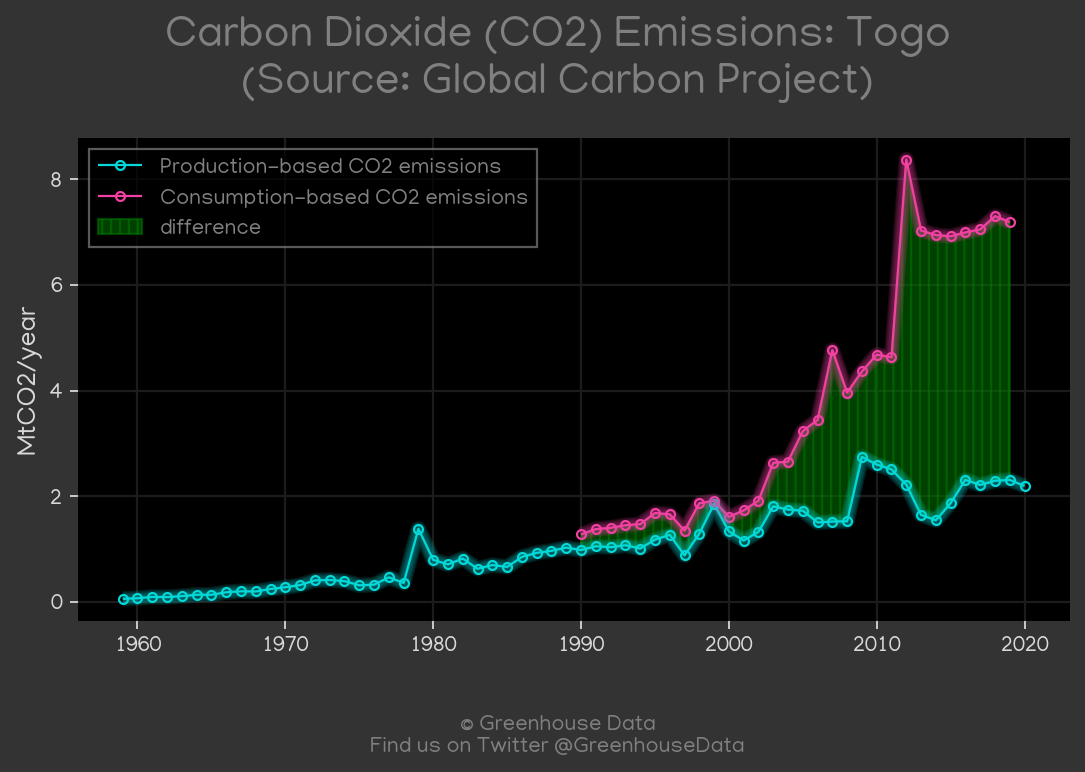 Carbon Dioxide (CO2) Emissions: Togo
(Source: Global Carbon Project)
Production-based CO2 emissions
Consumption-based CO2 emissions
difference
MtCO2/year
8
6
4
2
0
1960 1970 1980 1990 2000 2010 2020
© Greenhouse Data
Find us on Twitter @GreenhouseData